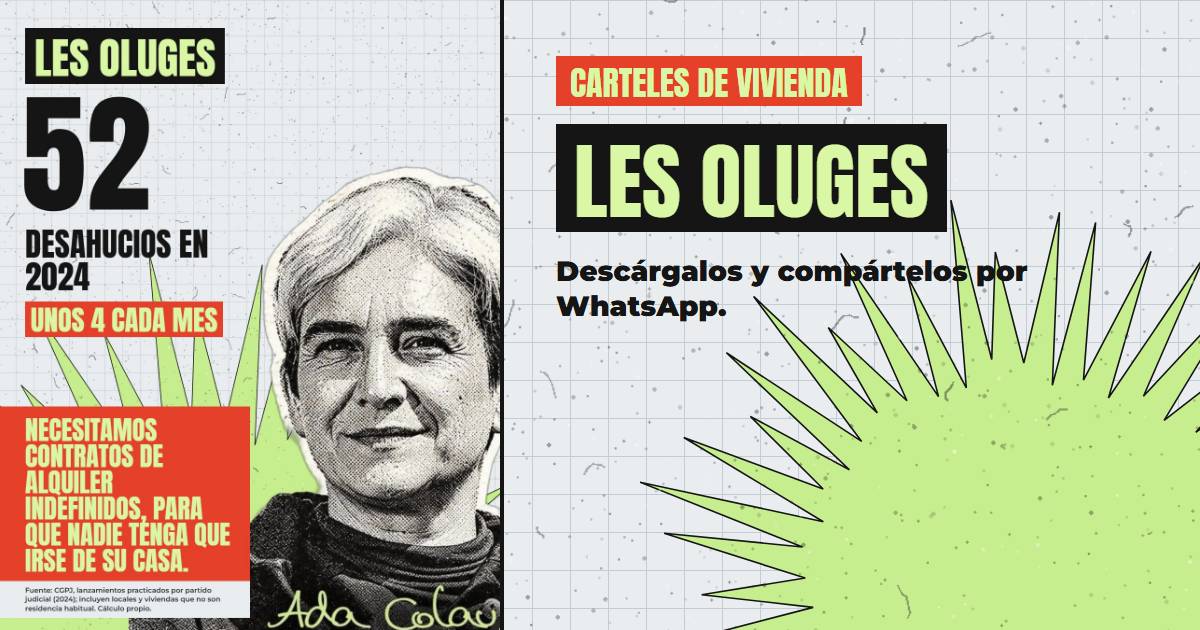 LES OLUGES
52
DESAHUCIOS EN
2024
UNOS 4 CADA MES
NECESITAMOS
CONTRATOS DE
ALQUILER
INDEFINIDOS, PARA
QUE NADIE TENGA QUE
IRSE DE SU CASA.
Fuente: CGPJ, lanzamientos practicados por partido
judicial (2024); incluyen locales y viviendas que no son
residencia habitual. Cálculo propio.
Ada Colau
CARTELES DE VIVIENDA
LES OLUGES
Descárgalos y compártelos por
WhatsApp.